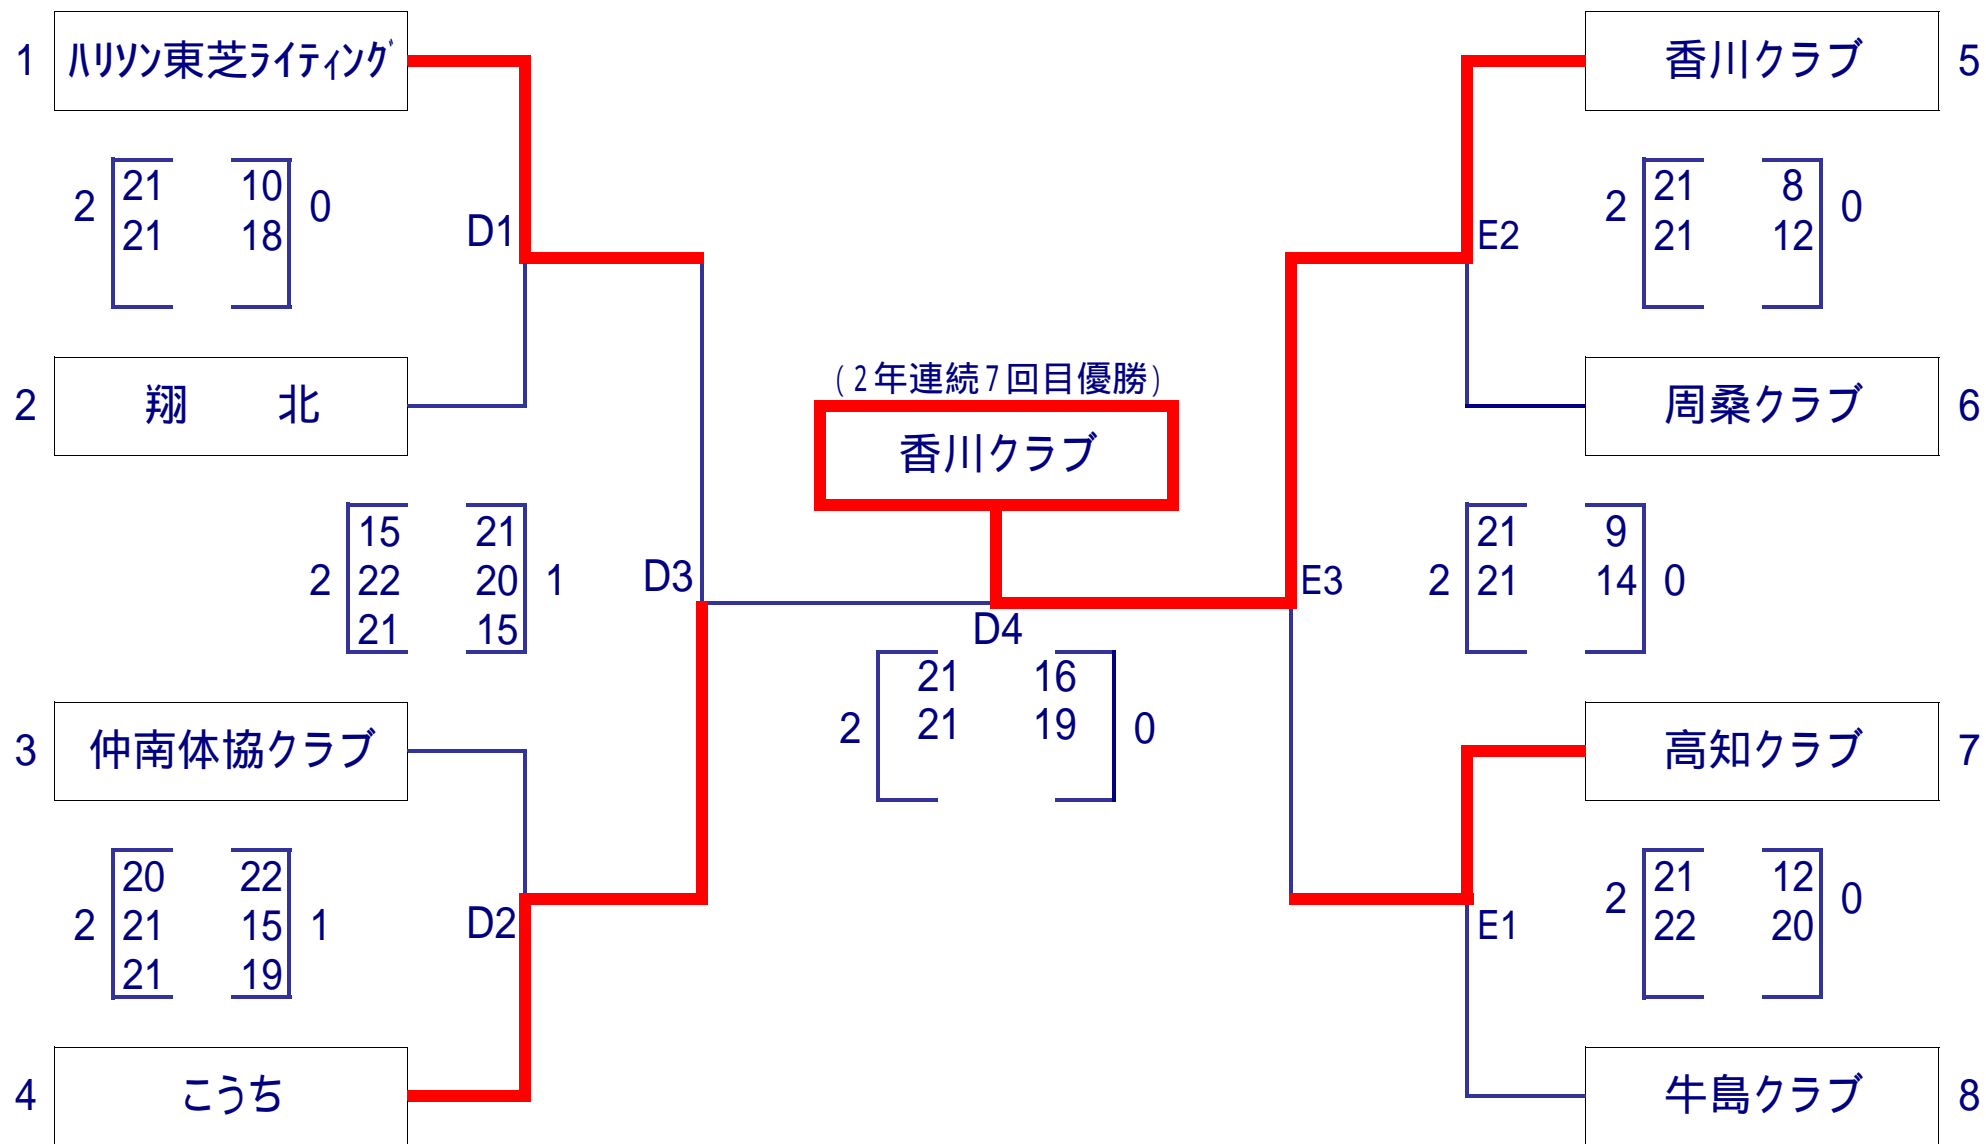 1 ハリソン東芝ライティング
香川クラブ 5
2 21 10 0
21 18
D1
E2
2 21 8 0
21 12
2 翔 北
(2年連続7回目優勝)
香川クラブ
周桑クラブ 6
15 21
2 22 20 1
21 15
D3
D4
E3
21 9
2 21 14 0
21 16
2 21 19 0
3 仲南体協クラブ
高知クラブ 7
20 22
2 21 15 1
21 19
D2
E1
2 21 12 0
22 20
4 こうち
牛島クラブ 8